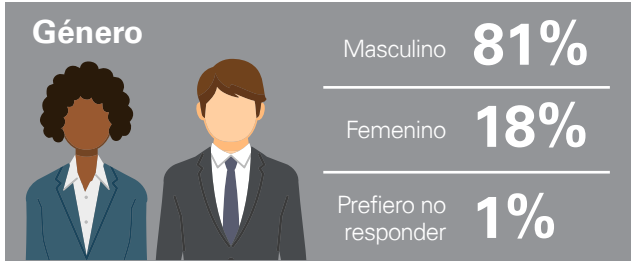 Género
Masculino 81%
Femenino 18%
Prefiero no
responder 1%